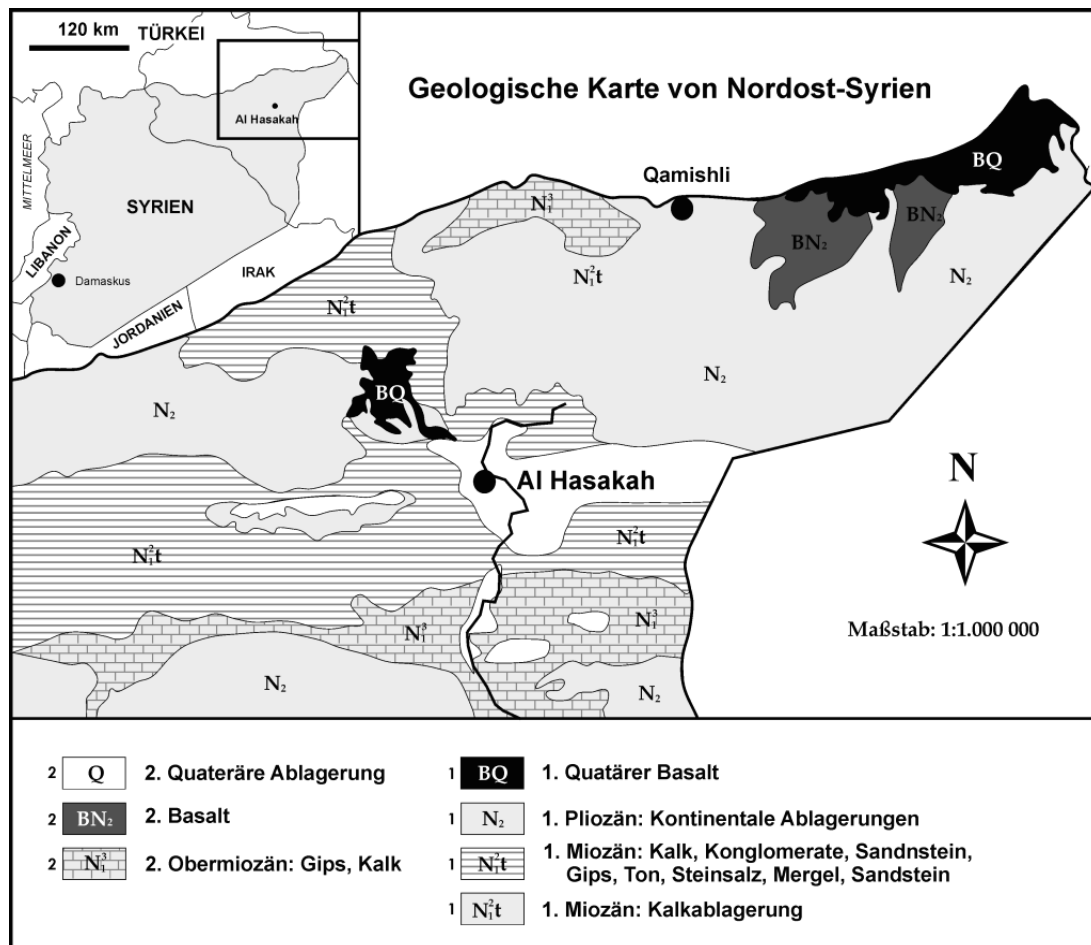 120 km
TÜRKEI
Al Hasakah
MITTELMEER
SYRIEN
LIBANON
Damaskus
IRAK
JORDANIEN
Geologische Karte von Nordost-Syrien
Qamishli
BQ
N₁³
BN₂
BN₂
N₁²t
N₂
N₁²t
N₂
BQ
N₂
Al Hasakah
N
N₁²t
N₁²t
N₁³
N₁³
Maßstab: 1:1.000 000
N₂
N₂
2 Q 2. Quateräre Ablagerung
2 BN₂ 2. Basalt
2 N₁³ 2. Obermiozän: Gips, Kalk
1 BQ 1. Quatärer Basalt
1 N₂ 1. Pliozän: Kontinentale Ablagerungen
1 N₁²t 1. Miozän: Kalk, Konglomerate, Sandnstein,
Gips, Ton, Steinsalz, Mergel, Sandstein
1 N₁²t 1. Miozän: Kalkablagerung